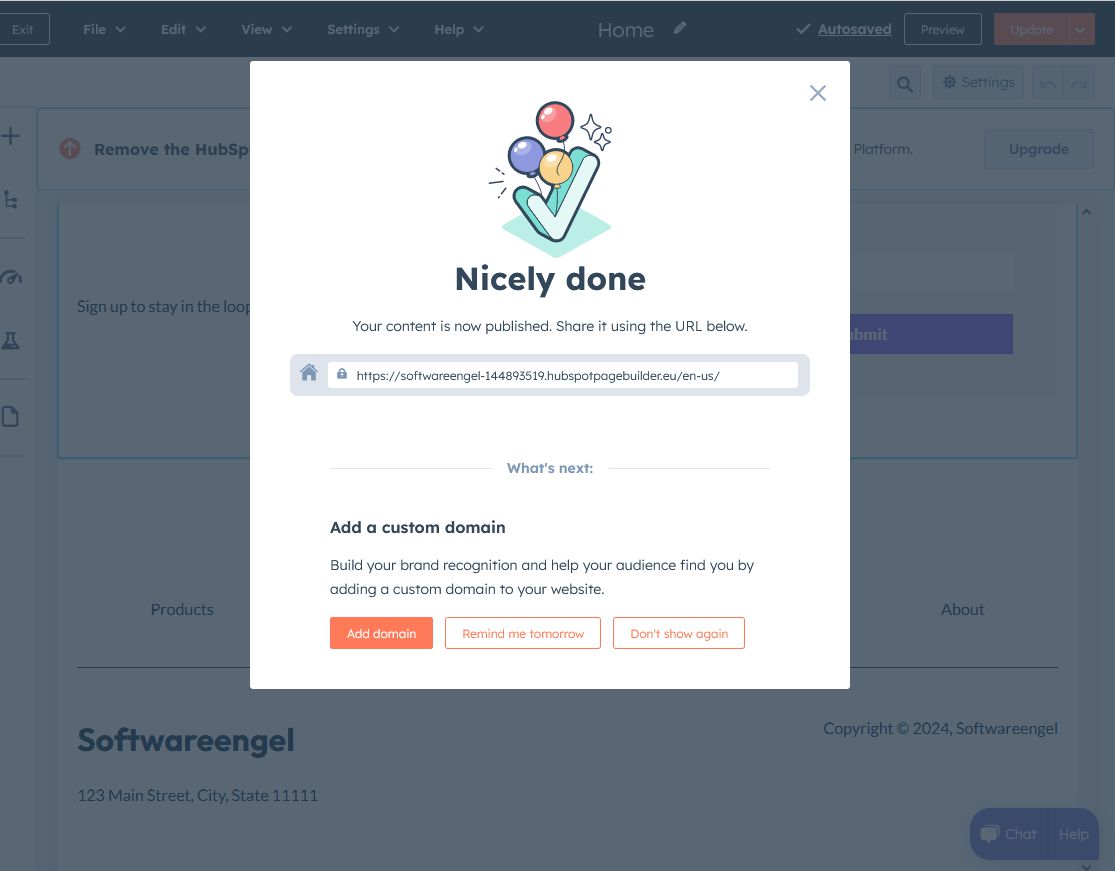 Exit File Edit View Settings Help Home Autosaved Preview Update
Settings
Remove the HubSp Platform. Upgrade
Nicely done
Sign up to stay in the loop
Your content is now published. Share it using the URL below.
bmit
https://softwareengel-144893519.hubspotpagebuilder.eu/en-us/
What's next:
Add a custom domain
Build your brand recognition and help your audience find you by
adding a custom domain to your website.
Products About
Add domain Remind me tomorrow Don't show again
Softwareengel
Copyright © 2024, Softwareengel
123 Main Street, City, State 11111
Chat Help